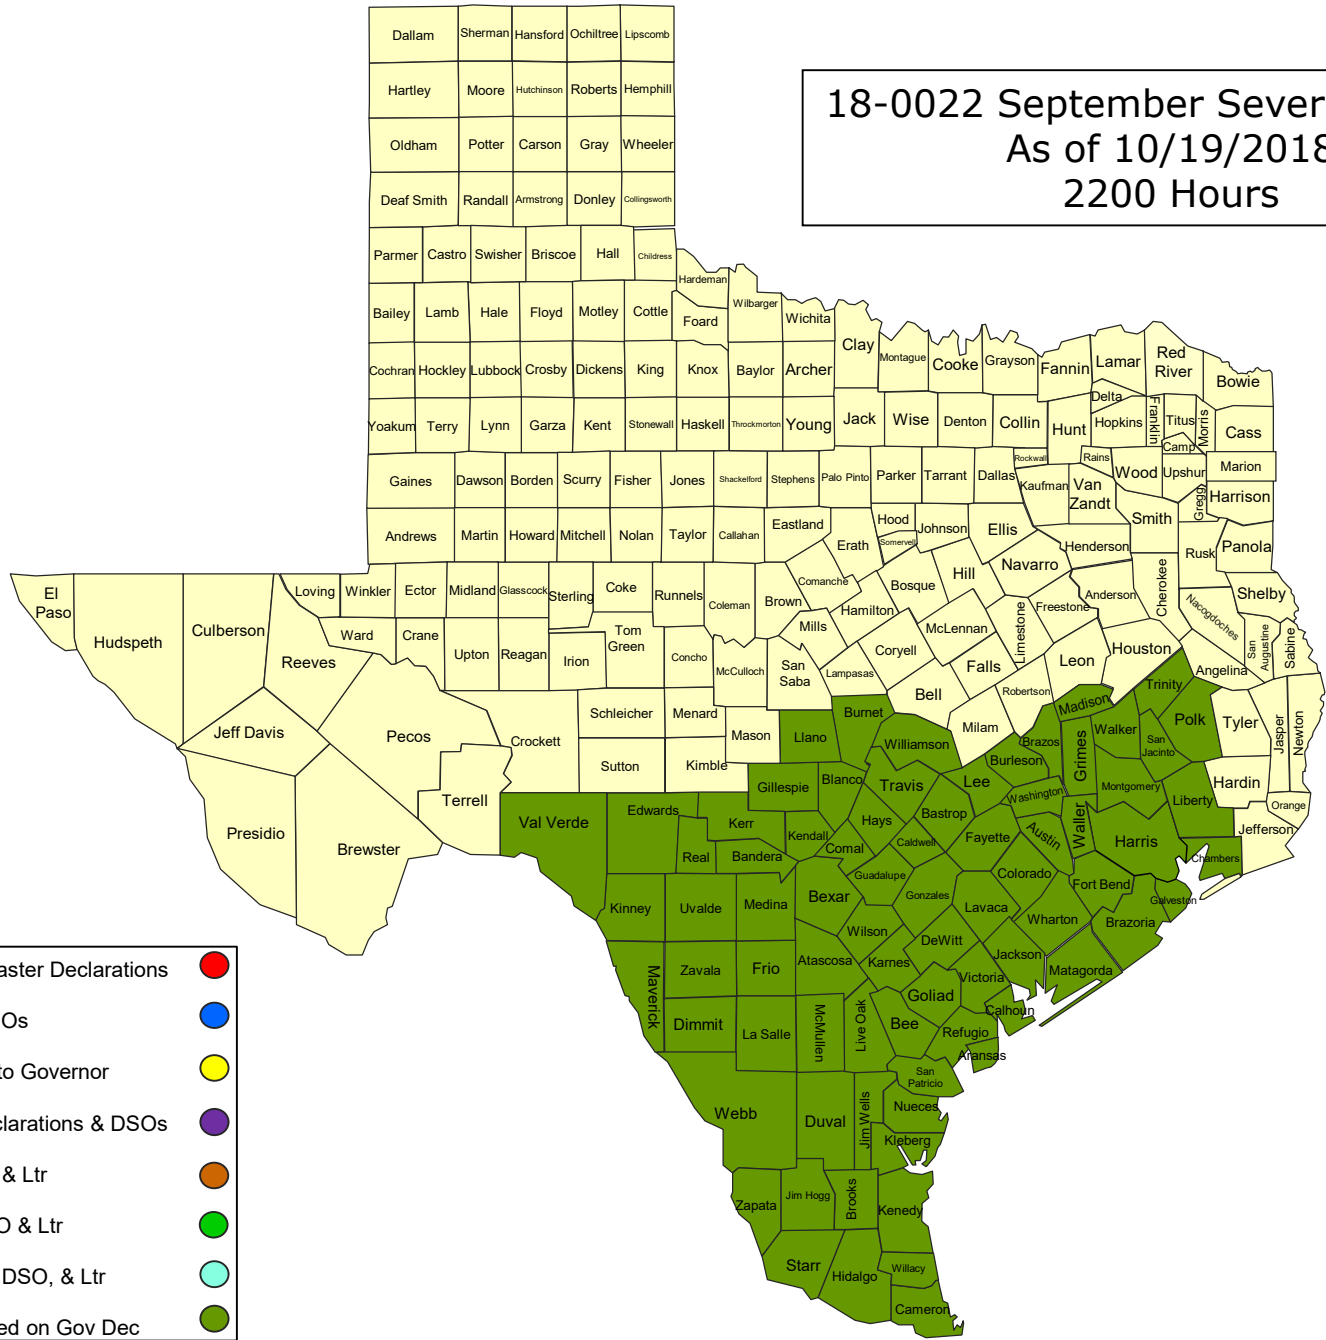 Dallam Sherman Hansford Ochiltree Lipscomb
Hartley Moore Hutchinson Roberts Hemphill
18-0022 September Sever
As of 10/19/2018
2200 Hours
Oldham Potter Carson Gray Wheeler
Deaf Smith Randall Armstrong Donley Collingsworth
Parmer Castro Swisher Briscoe Hall Childress
Hardeman
Bailey Lamb Hale Floyd Motley Cottle Foard Wilbarger Wichita
Clay Montague Cooke Grayson Fannin Lamar Red River Bowie
Cochran Hockley Lubbock Crosby Dickens King Knox Baylor Archer
Delta
Yoakum Terry Lynn Garza Kent Stonewall Haskell Throckmorton Young Jack Wise Denton Collin Hunt Hopkins Franklin Titus Morris Cass
Camp
Rockwall Rains Wood Upshur Marion
Gaines Dawson Borden Scurry Fisher Jones Shackelford Stephens Palo Pinto Parker Tarrant Dallas Kaufman Van Zandt Gregg Harrison
Andrews Martin Howard Mitchell Nolan Taylor Callahan Eastland Erath Hood Somervell Johnson Ellis Henderson Smith Rusk Panola
El Paso Hudspeth Culberson Loving Winkler Ector Midland Glasscock Sterling Coke Runnels Coleman Brown Comanche Bosque Hill Navarro Anderson Cherokee Nacogdoches Shelby
Hamilton Freestone Limestone
Reeves Ward Crane Upton Reagan Irion Tom Green Concho McCulloch San Saba Mills Lampasas Coryell McLennan Falls Leon Houston Angelina San Augustine Sabine
Bell Robertson Milam Madison Trinity
Jeff Davis Pecos Crockett Schleicher Menard Mason Llano Burnet Williamson Brazos Grimes Walker San Jacinto Polk Tyler Jasper Newton
Sutton Kimble Burleson
Presidio Brewster Terrell Gillespie Blanco Travis Lee Washington Montgomery Liberty Hardin Orange
Val Verde Edwards Kerr Kendall Hays Bastrop Fayette Austin Waller Harris Jefferson
Real Bandera Comal Caldwell Chambers
Kinney Uvalde Medina Bexar Guadalupe Gonzales Colorado Fort Bend Galveston
Lavaca Wharton Brazoria
Wilson DeWitt
Maverick Zavala Frio Atascosa Karnes Jackson Matagorda
Victoria
Dimmit La Salle McMullen Live Oak Bee Goliad Calhoun
Refugio
Aransas
San Patricio
Webb Duval Jim Wells Nueces
Kleberg
Zapata Jim Hogg Brooks Kenedy
Starr Hidalgo Willacy
Cameron
aster Declarations
Os
to Governor
clarations & DSOs
& Ltr
O & Ltr
DSO, & Ltr
ed on Gov Dec